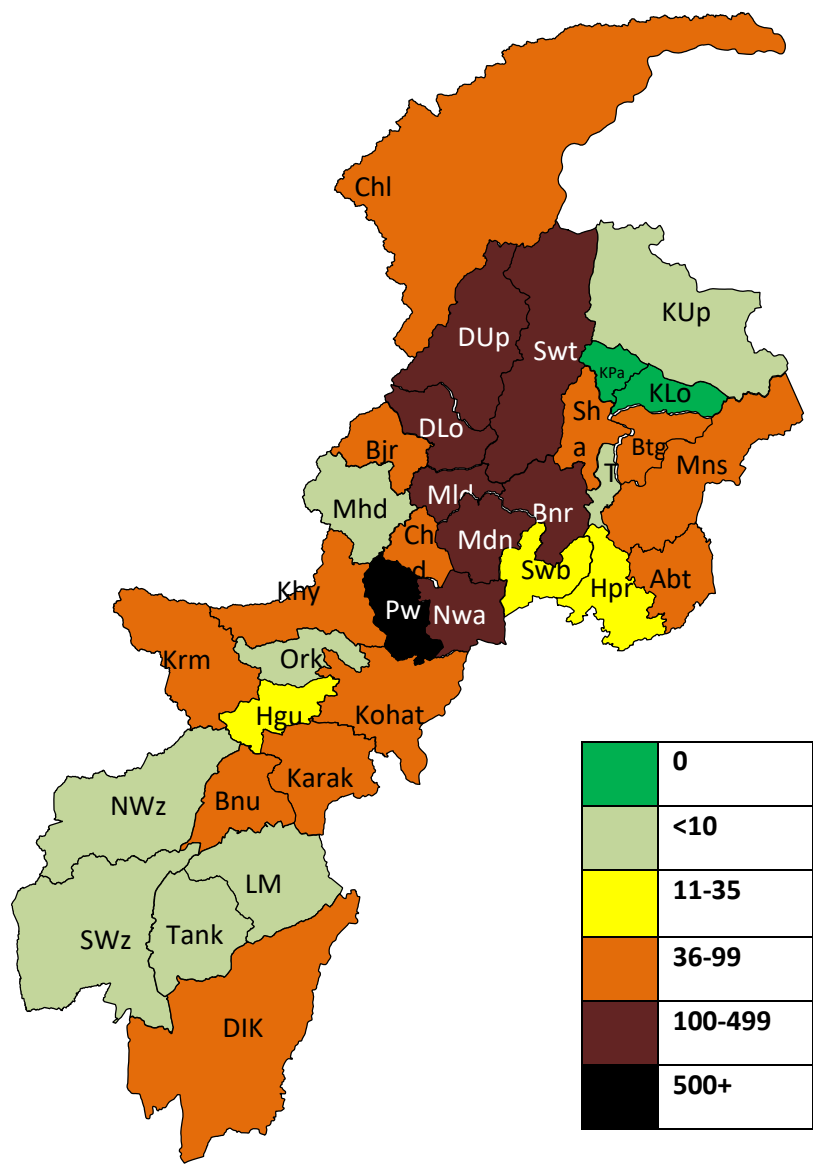 Chl
KUp
DUp
Swt
KPa
KLo
Sh
a
DLo
Btg
Bjr
Mns
T
Mld
Mhd
Bnr
Ch
d
Mdn
Swb
Abt
Hpr
Khy
Pw
Nwa
Krm
Ork
Hgu
Kohat
Karak
Bnu
NWz
LM
SWz
Tank
DIK
0
<10
11-35
36-99
100-499
500+